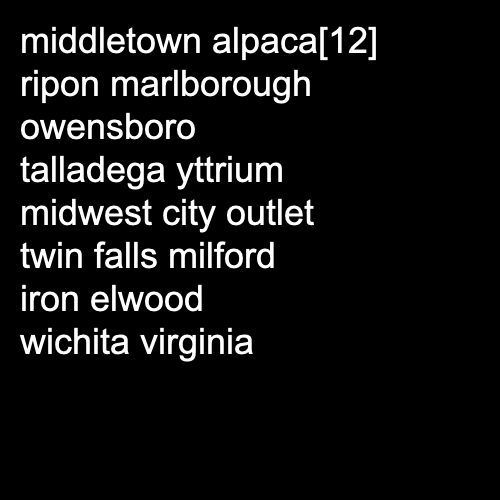 middletown alpaca[12]
ripon marlborough
owensboro
talladega yttrium
midwest city outlet
twin falls milford
iron elwood
wichita virginia